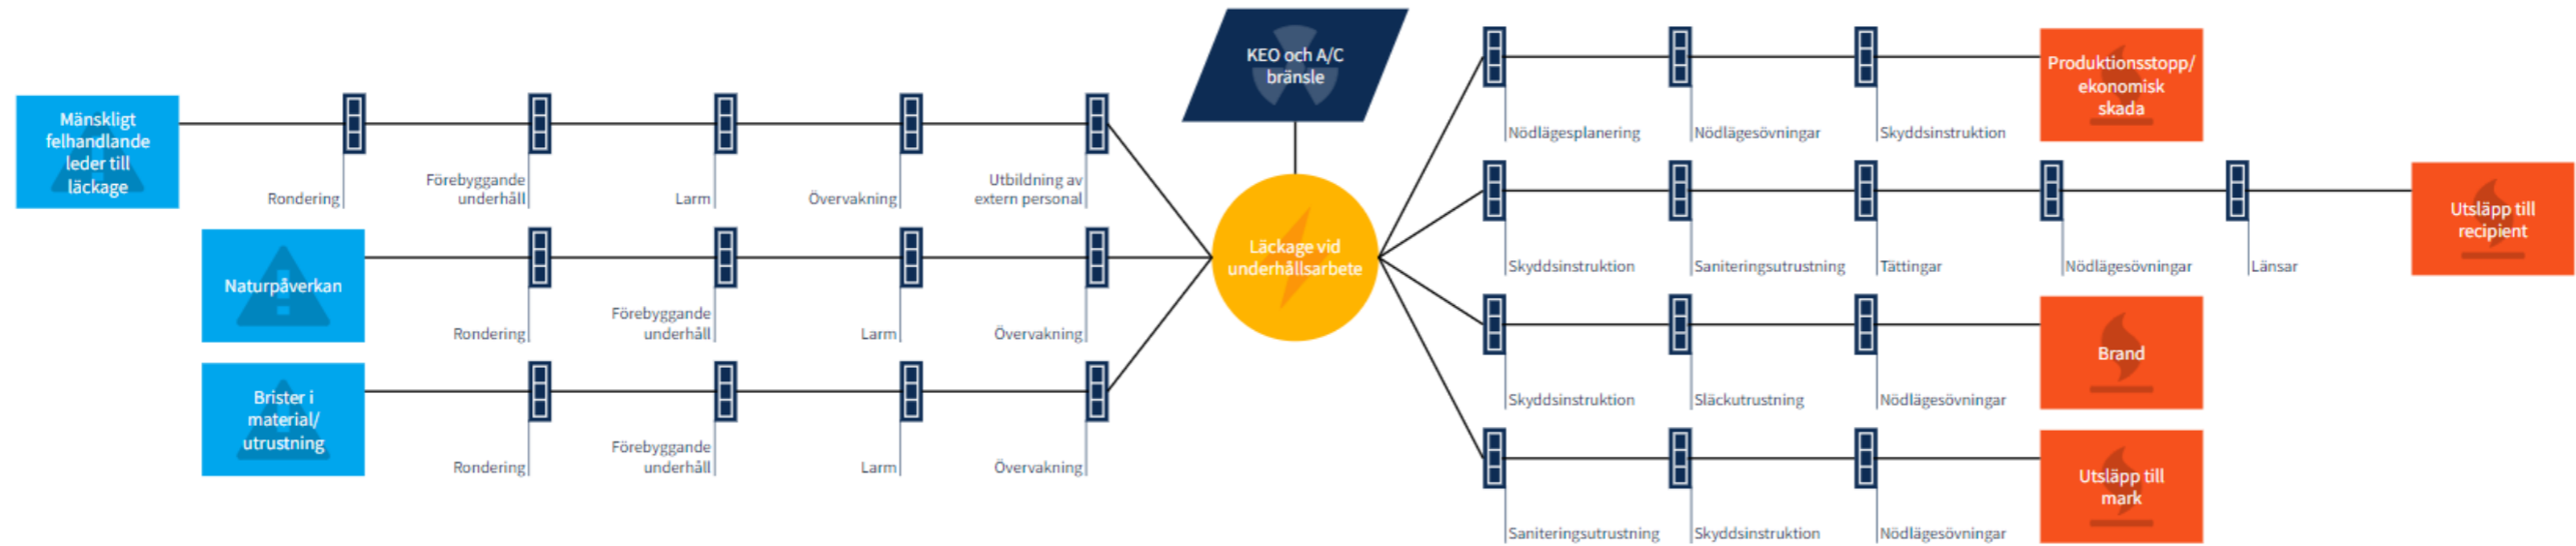 KEO och A/C
bränsle
Läckage vid
underhållsarbete
Mänskligt
felhandlande
leder till
läckage
Rondering
Förebyggande
underhåll
Larm
Övervakning
Utbildning av
extern personal
Naturpåverkan
Rondering
Förebyggande
underhåll
Larm
Övervakning
Brister i
material/
utrustning
Rondering
Förebyggande
underhåll
Larm
Övervakning
Nödlägesplanering
Nödlägesövningar
Skyddsinstruktion
Produktionsstopp/
ekonomisk
skada
Skyddsinstruktion
Saniteringsutrustning
Tättingar
Nödlägesövningar
Länsar
Utsläpp till
recipient
Skyddsinstruktion
Släckutrustning
Nödlägesövningar
Brand
Saniteringsutrustning
Skyddsinstruktion
Nödlägesövningar
Utsläpp till
mark